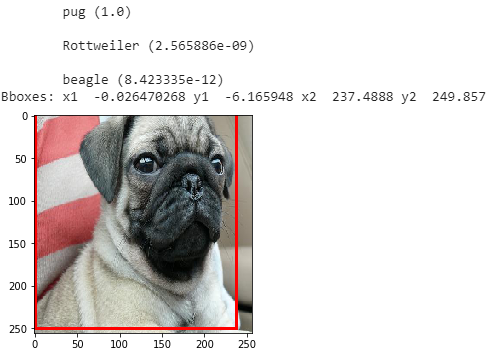 pug (1.0)
Rottweiler (2.565886e-09)
beagle (8.423335e-12)
Bboxes: x1  -0.026470268 y1  -6.165948 x2  237.4888 y2  249.857
0
50
100
150
200
250
0 50 100 150 200 250